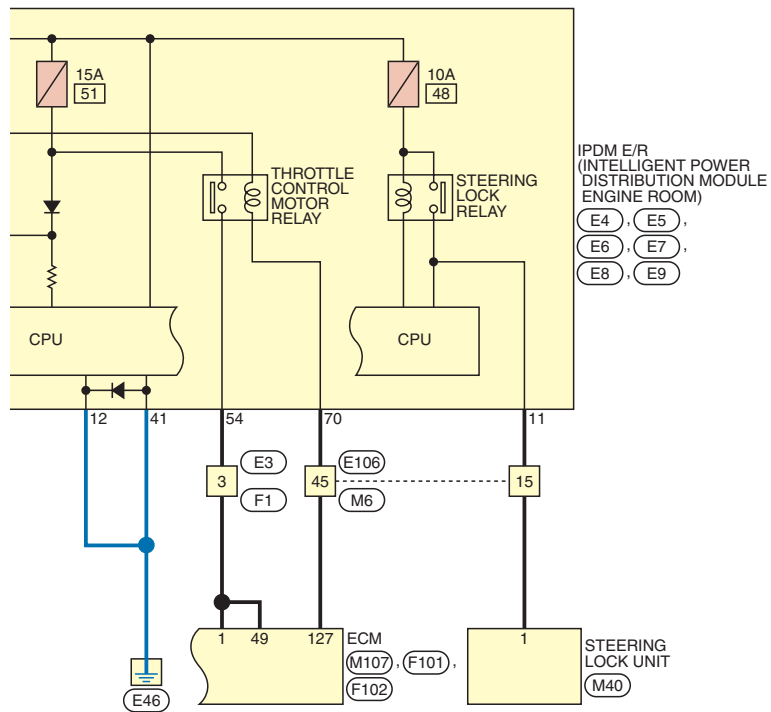 15A
51
10A
48
THROTTLE
CONTROL
MOTOR
RELAY
STEERING
LOCK
RELAY
IPDM E/R
(INTELLIGENT POWER
DISTRIBUTION MODULE
ENGINE ROOM)
E4 , E5 ,
E6 , E7 ,
E8 , E9
CPU
CPU
12
41
54
70
11
3
E3
F1
45
E106
M6
15
1
49
127
ECM
M107 , F101 ,
F102
1
STEERING
LOCK UNIT
M40
E46